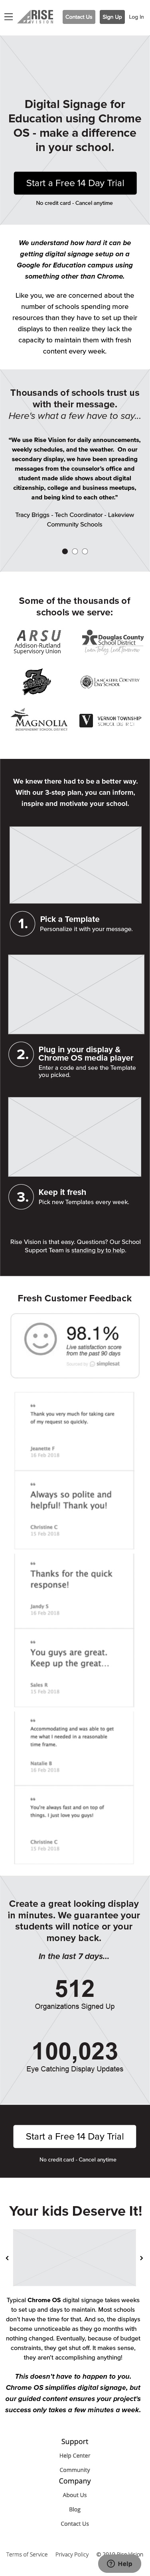 RISE
VISION
Contact Us
Sign Up
Log In
Digital Signage for
Education using Chrome
OS - make a difference
in your school.
Start a Free 14 Day Trial
No credit card - Cancel anytime
We understand how hard it can be
getting digital signage setup on a
Google for Education campus using
something other than Chrome.
Like you, we are concerned about the
number of schools spending more
resources than they have to set up their
displays to then realize they lack the
capacity to maintain them with fresh
content every week.
Thousands of schools trust us
with their message.
Here's what a few have to say...
"We use Rise Vision for daily announcements,
weekly schedules, and the weather. On our
secondary display, we have been spreading
messages from the counselor's office and
student made slide shows about digital
citizenship, college and business meetups,
and being kind to each other."
Tracy Briggs - Tech Coordinator - Lakeview
Community Schools
Some of the thousands of
schools we serve:
ARSU
Addison-Rutland
Supervisory Union
Douglas County
School District
Learn Today. Lead Tomorrow.
Lancaster Country
Day School
MAGNOLIA
V
VERNON TOWNSHIP
We knew there had to be a better way.
With our 3-step plan, you can inform,
inspire and motivate your school.
1.
Pick a Template
Personalize it with your message.
2.
Plug in your display &
Chrome OS media player
Enter a code and see the Template
you picked.
3.
Keep it fresh
Pick new Templates every week.
Rise Vision is that easy. Questions? Our School
Support Team is standing by to help.
Fresh Customer Feedback
98.1%
Live satisfaction score
from the past 90 days
simplesat
Thank you very much for taking care
of my request so quickly.
Jeanette F
16 Feb 2018
Always so polite and
helpful! Thank you!
Christine C
15 Feb 2018
Thanks for the quick
response!
Jandy S
16 Feb 2018
You guys are great.
Keep up the great...
Sales R
15 Feb 2018
Accommodating and was able to get
me what I needed in a reasonable
time frame.
Natalie B
16 Feb 2018
You're always fast and on top of
things. I just love you guys!
Christine C
15 Feb 2018
Create a great looking display
in minutes. We guarantee your
students will notice or your
money back.
In the last 7 days...
512
Organizations Signed Up
100,023
Eye Catching Display Updates
Start a Free 14 Day Trial
No credit card - Cancel anytime
Your kids Deserve It!
Typical Chrome OS digital signage takes weeks
to set up and days to maintain. Most schools
don't have the time for that. And so, the displays
become unnoticeable as they go months with
nothing changed. Eventually, because of budget
constraints, they get shut off. It makes sense,
they aren't accomplishing anything!
This doesn't have to happen to you.
Chrome OS simplifies digital signage, but
our guided content ensures your project's
success only takes a few minutes a week.
Support
Help Center
Community
Company
About Us
Blog
Contact Us
Terms of Service
Privacy Policy
© 2019 Rise Vision
Help